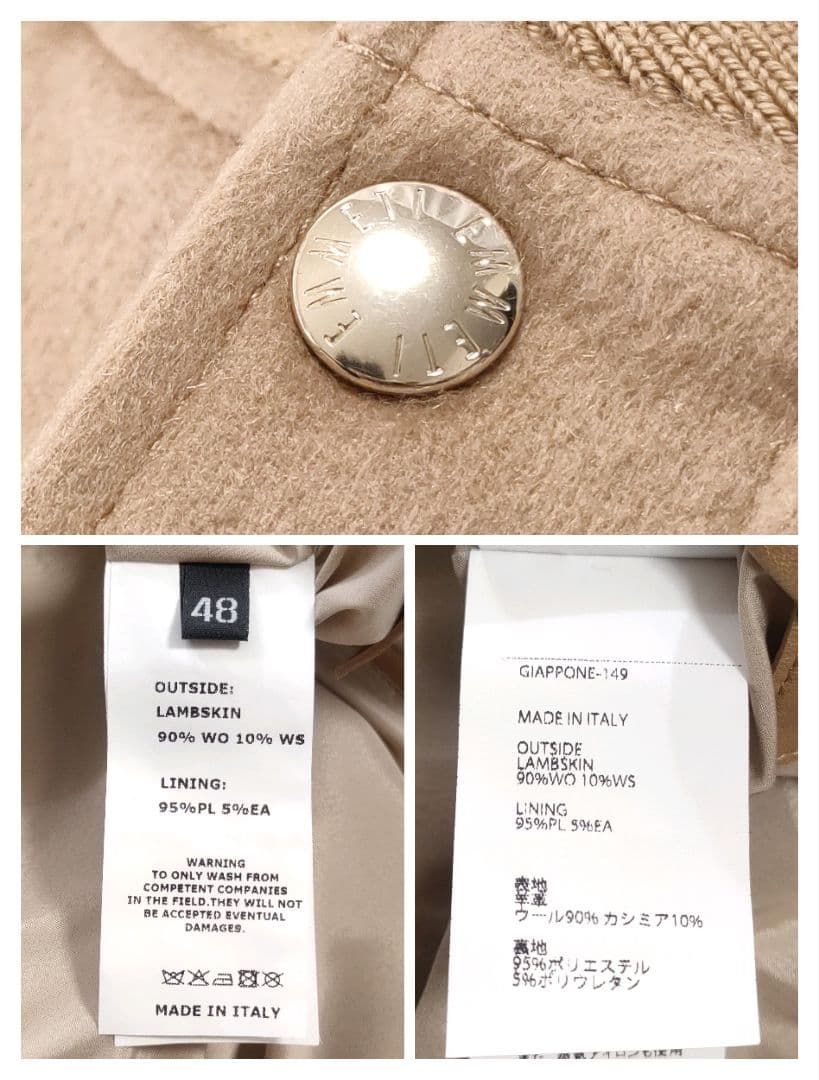 EMMETI EMMETI
48
OUTSIDE:
LAMBSKIN
90% WO 10% WS
LINING:
95%PL 5%EA
WARNING
TO ONLY WASH FROM
COMPETENT COMPANIES
IN THE FIELD.THEY WILL NOT
BE ACCEPTED EVENTUAL
DAMAGES.
MADE IN ITALY
GIAPPONE-149
MADE IN ITALY
OUTSIDE
LAMBSKIN
90%WO 10%WS
LINING
95%PL 5%EA
表地
羊革
ウール90% カシミア10%
裏地
95%ポリエステル
5%ポリウレタン